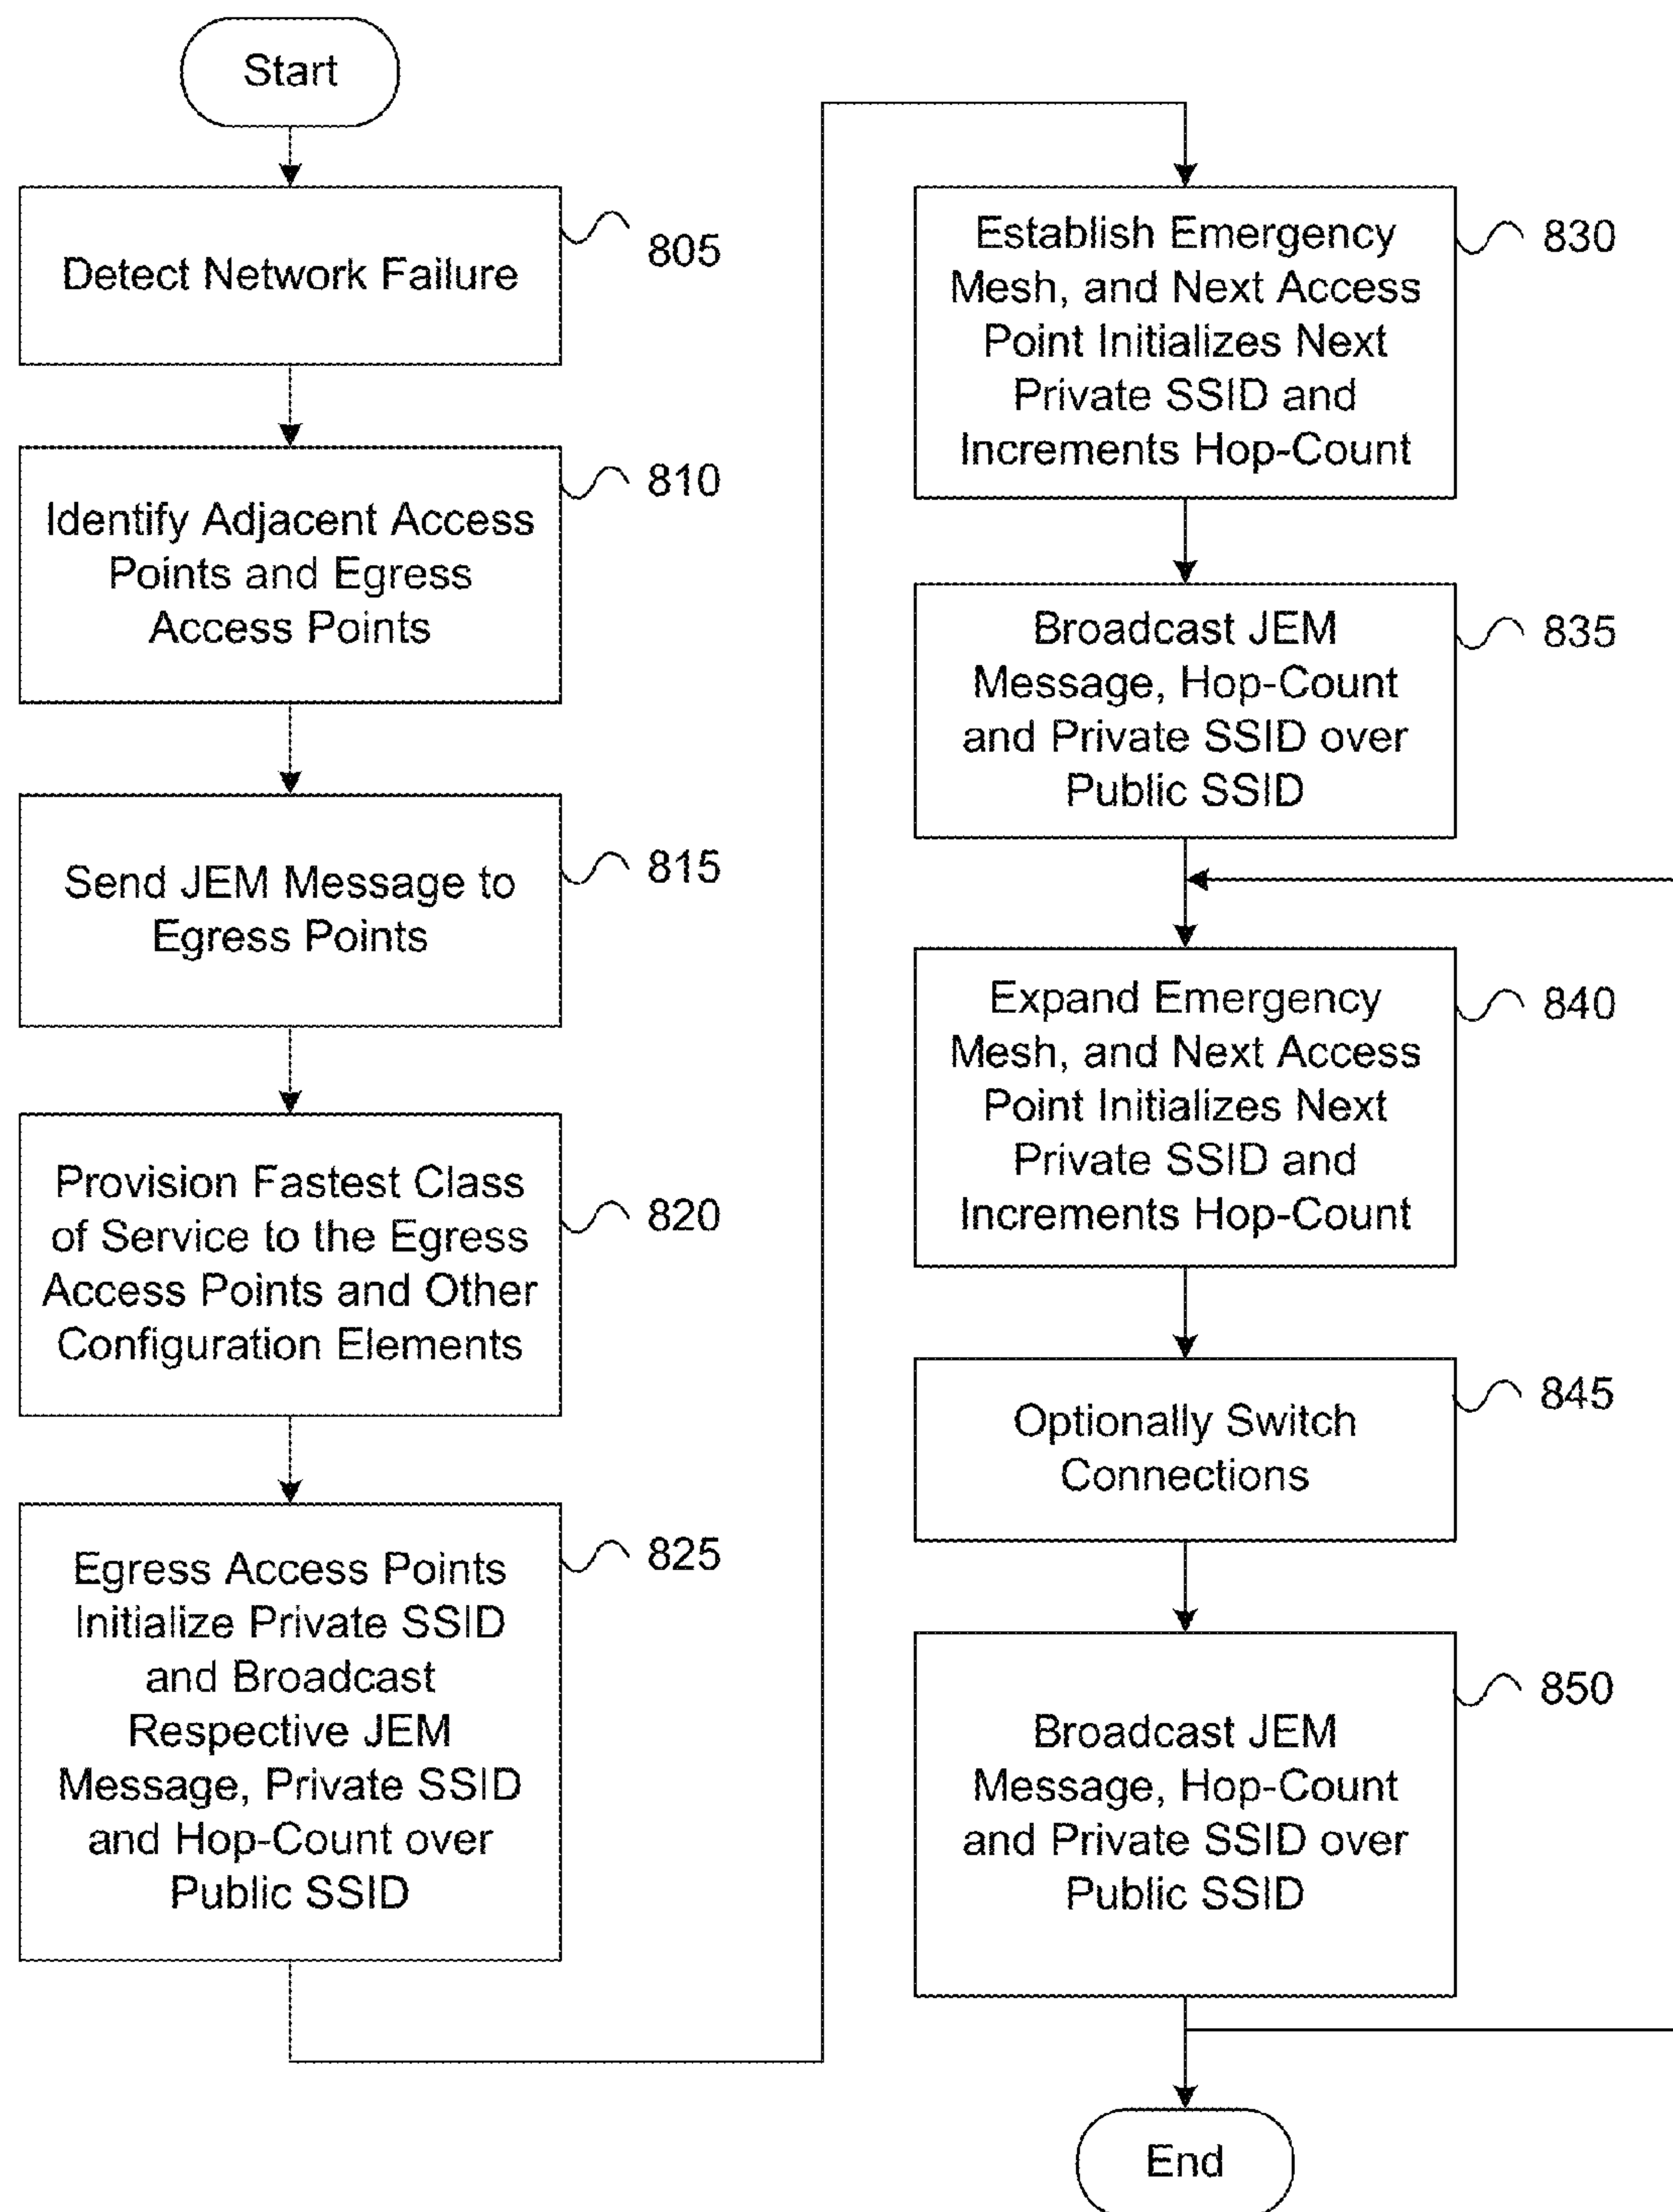 Start
Detect Network Failure
805
Identify Adjacent Access
Points and Egress
Access Points
810
Send JEM Message to
Egress Points
815
Provision Fastest Class
of Service to the Egress
Access Points and Other
Configuration Elements
820
Egress Access Points
Initialize Private SSID
and Broadcast
Respective JEM
Message, Private SSID
and Hop-Count over
Public SSID
825
Establish Emergency
Mesh, and Next Access
Point Initializes Next
Private SSID and
Increments Hop-Count
830
Broadcast JEM
Message, Hop-Count
and Private SSID over
Public SSID
835
Expand Emergency
Mesh, and Next Access
Point Initializes Next
Private SSID and
Increments Hop-Count
840
Optionally Switch
Connections
845
Broadcast JEM
Message, Hop-Count
and Private SSID over
Public SSID
850
End